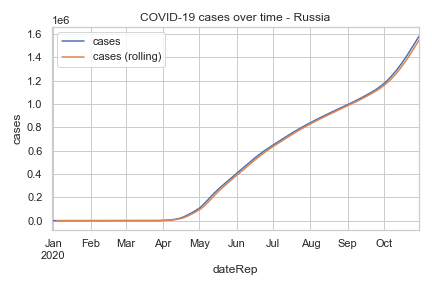 COVID-19 cases over time - Russia
1e6
cases
cases (rolling)
1.6
1.4
1.2
1.0
0.8
0.6
0.4
0.2
0.0
cases
Jan Feb Mar Apr May Jun Jul Aug Sep Oct
2020
dateRep